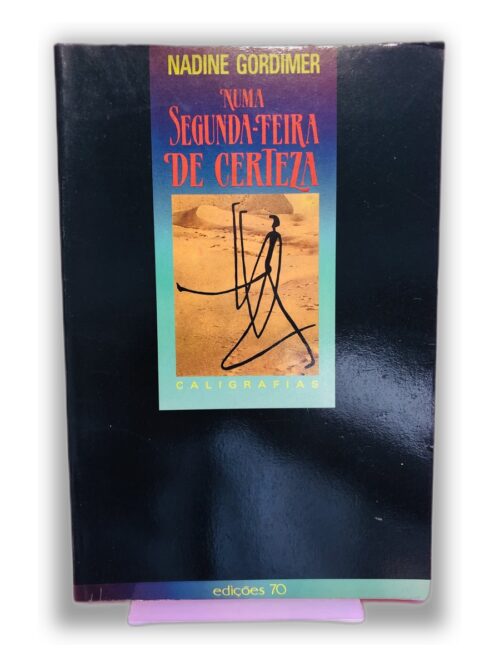 NADINE GORDIMER
NUMA
SEGUNDA-FEIRA
DE CERTEZA
CALIGRAFIAS
edições 70